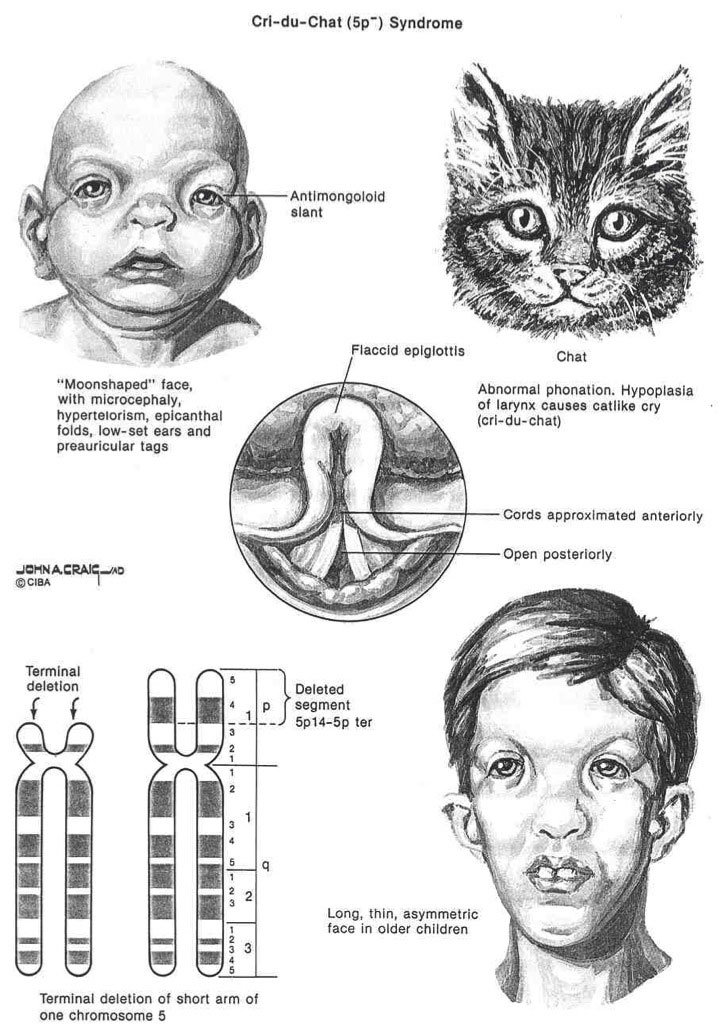 Cri-du-Chat (5p⁻) Syndrome
Antimongoloid
slant
"Moonshaped" face,
with microcephaly,
hypertelorism, epicanthal
folds, low-set ears and
preauricular tags
Chat
Abnormal phonation. Hypoplasia
of larynx causes catlike cry
(cri-du-chat)
Flaccid epiglottis
Cords approximated anteriorly
Open posteriorly
JOHN A. CRAIG MD
© CIBA
Terminal
deletion
5
4
1
3
2
1
p
Deleted
segment
5p14-5p ter
1
2
3
4
5
1
1
2
3
2
1
2
3
4
5
3
q
Terminal deletion of short arm of
one chromosome 5
Long, thin, asymmetric
face in older children